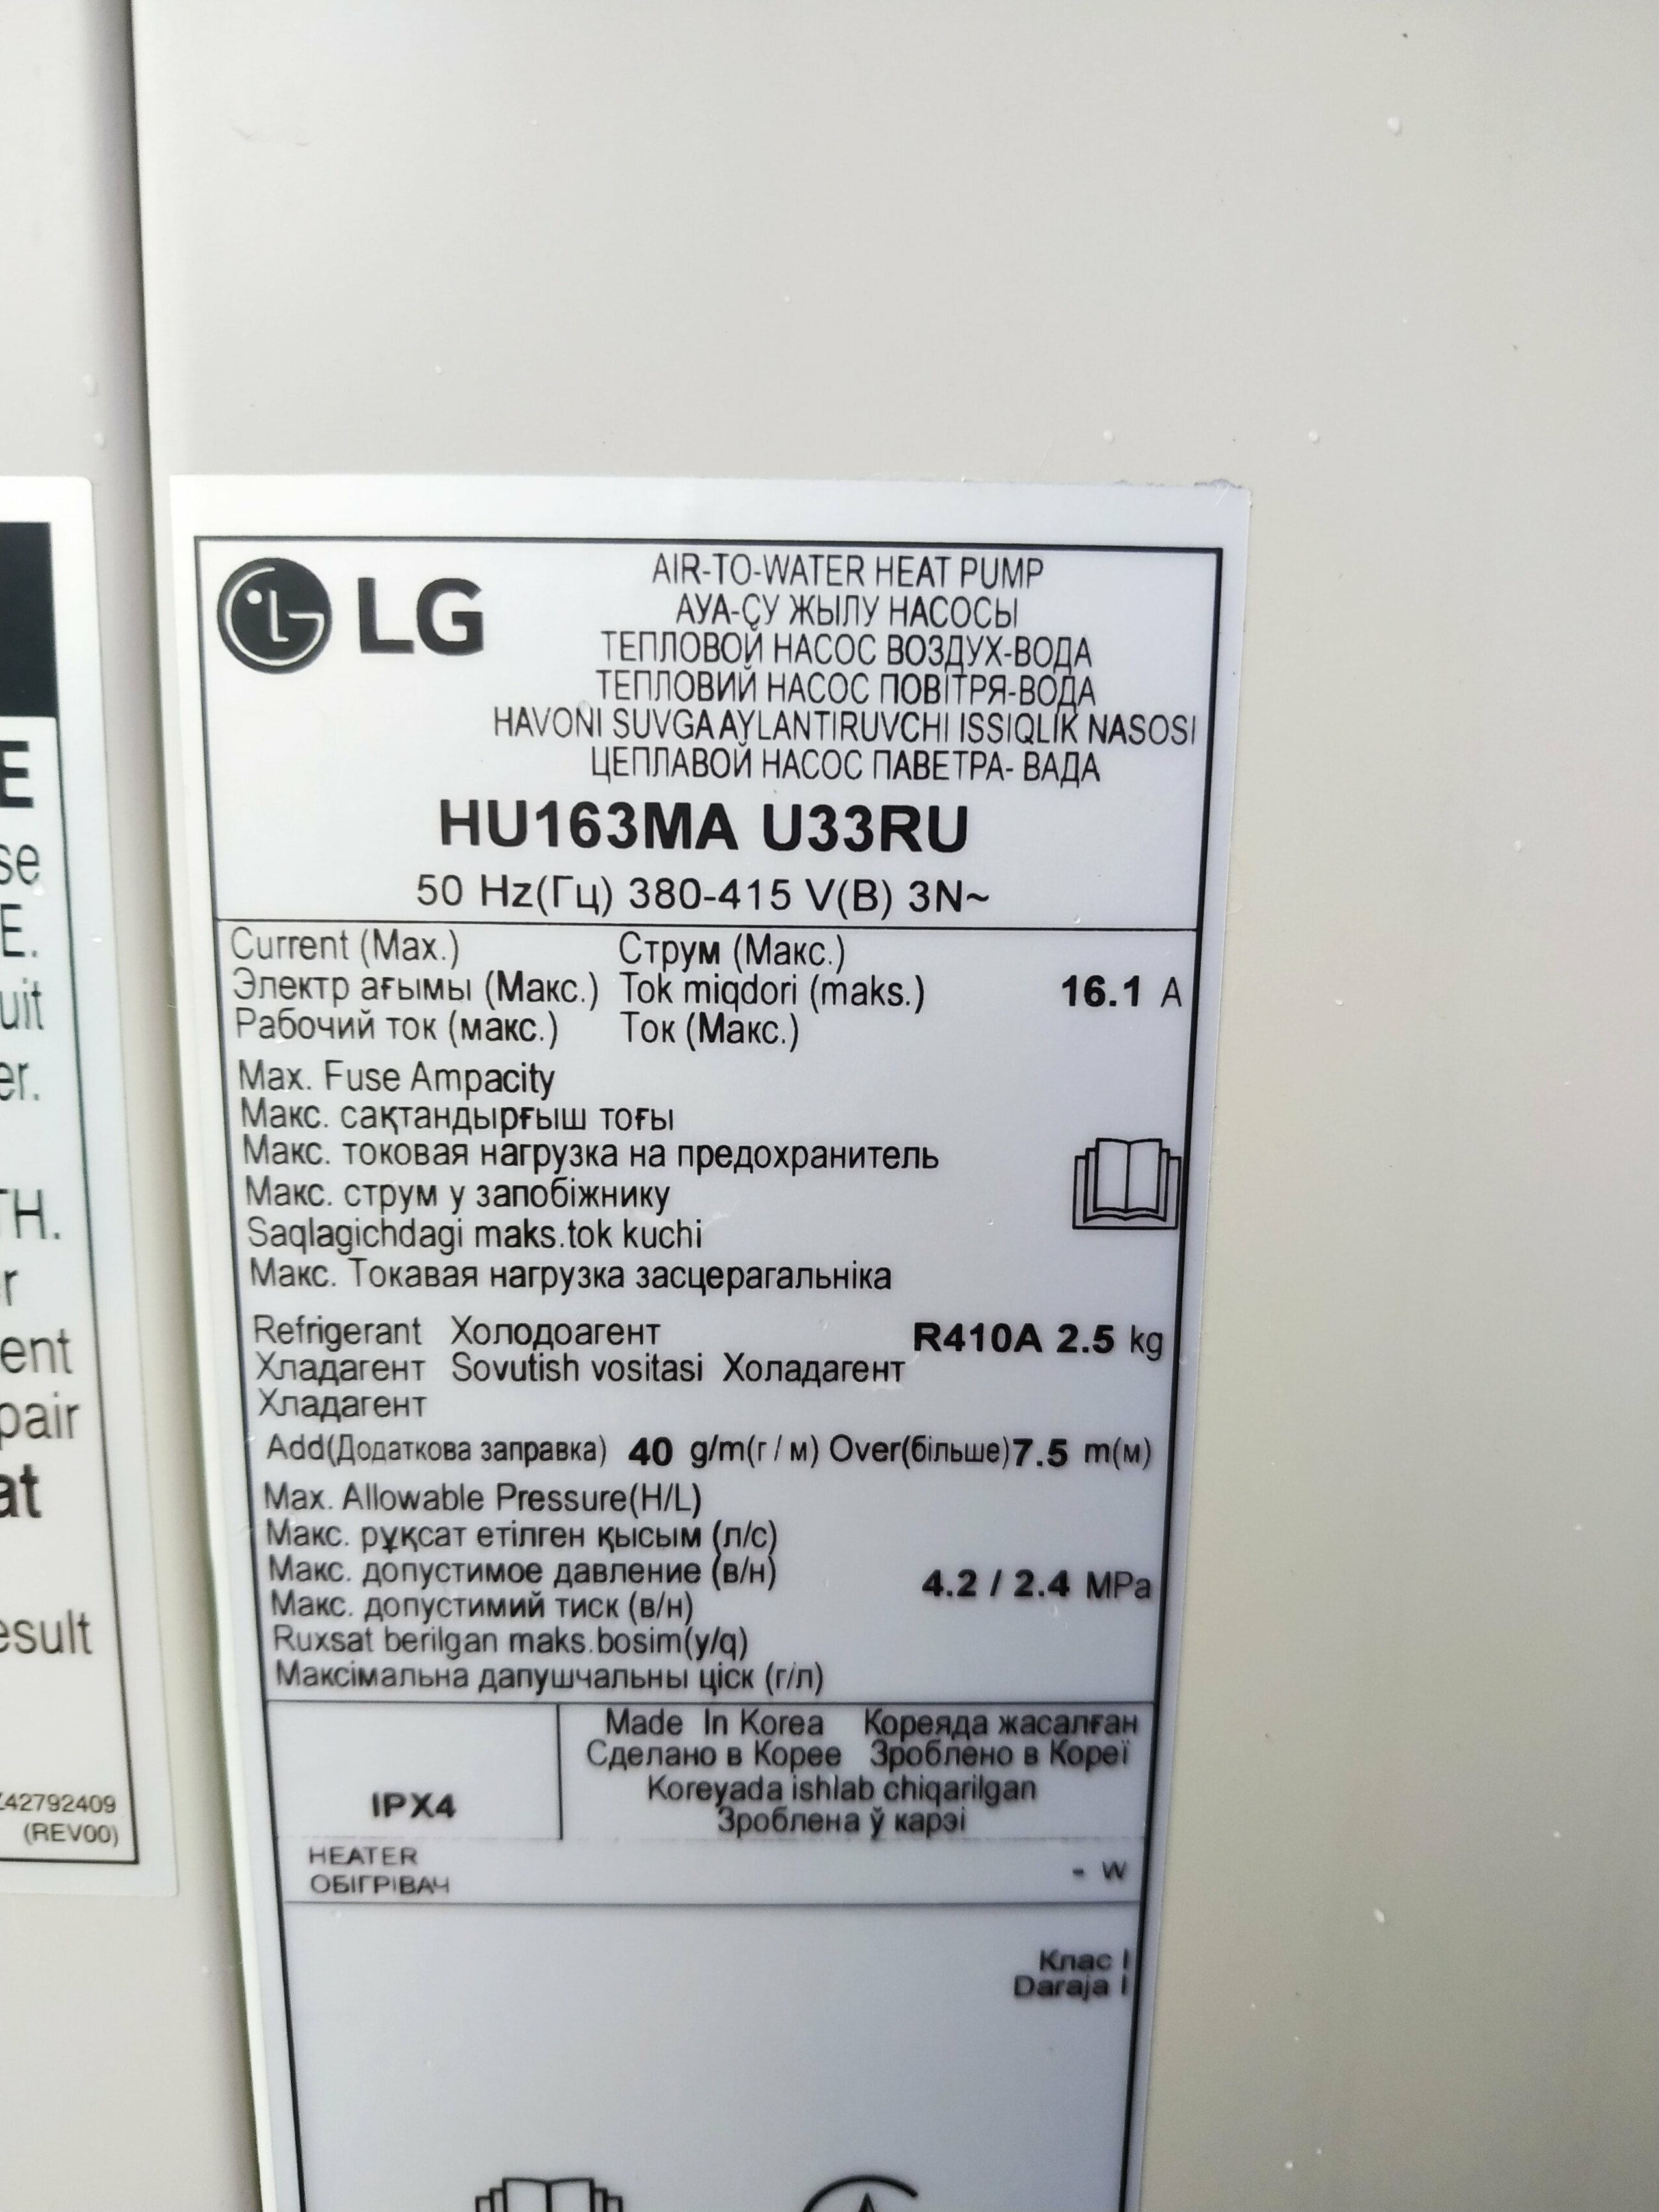 E
se
E.
uit
er.
TH.
r
ent
pair
at
esult
42792409
(REV00)
LG
AIR-TO-WATER HEAT PUMP
АУА-СУ ЖЫЛУ НАСОСЫ
ТЕПЛОВОЙ НАСОС ВОЗДУХ-ВОДА
ТЕПЛОВИЙ НАСОС ПОВІТРЯ-ВОДА
HAVONI SUVGA AYLANTIRUVCHI ISSIQLIK NASOSI
ЦЕПЛАВОЙ НАСОС ПАВЕТРА- ВАДА
HU163MA U33RU
50 Hz(Гц) 380-415 V(В) 3N~
Current (Max.) Струм (Макс.)
Электр ағымы (Макс.) Tok miqdori (maks.) 16.1 A
Рабочий ток (макс.) Ток (Макс.)
Max. Fuse Ampacity
Макс. сақтандырғыш тоғы
Макс. токовая нагрузка на предохранитель
Макс. струм у запобіжнику
Saqlagichdagi maks.tok kuchi
Макс. Токавая нагрузка засцерагальніка
Refrigerant Холодоагент R410A 2.5 kg
Хладагент Sovutish vositasi Холадагент
Хладагент
Add(Додаткова заправка) 40 g/m(г / м) Over(більше)7.5 m(м)
Max. Allowable Pressure(H/L)
Макс. рұқсат етілген қысым (л/с)
Макс. допустимое давление (в/н) 4.2 / 2.4 MPa
Макс. допустимий тиск (в/н)
Ruxsat berilgan maks.bosim(y/q)
Максімальна дапушчальны ціск (г/л)
IPX4
Made In Korea Кореяда жасалған
Сделано в Корее Зроблено в Кореї
Koreyada ishlab chiqarilgan
Зроблена ў карэі
HEATER
ОБІГРІВАЧ
- W
Клас I
Daraja I